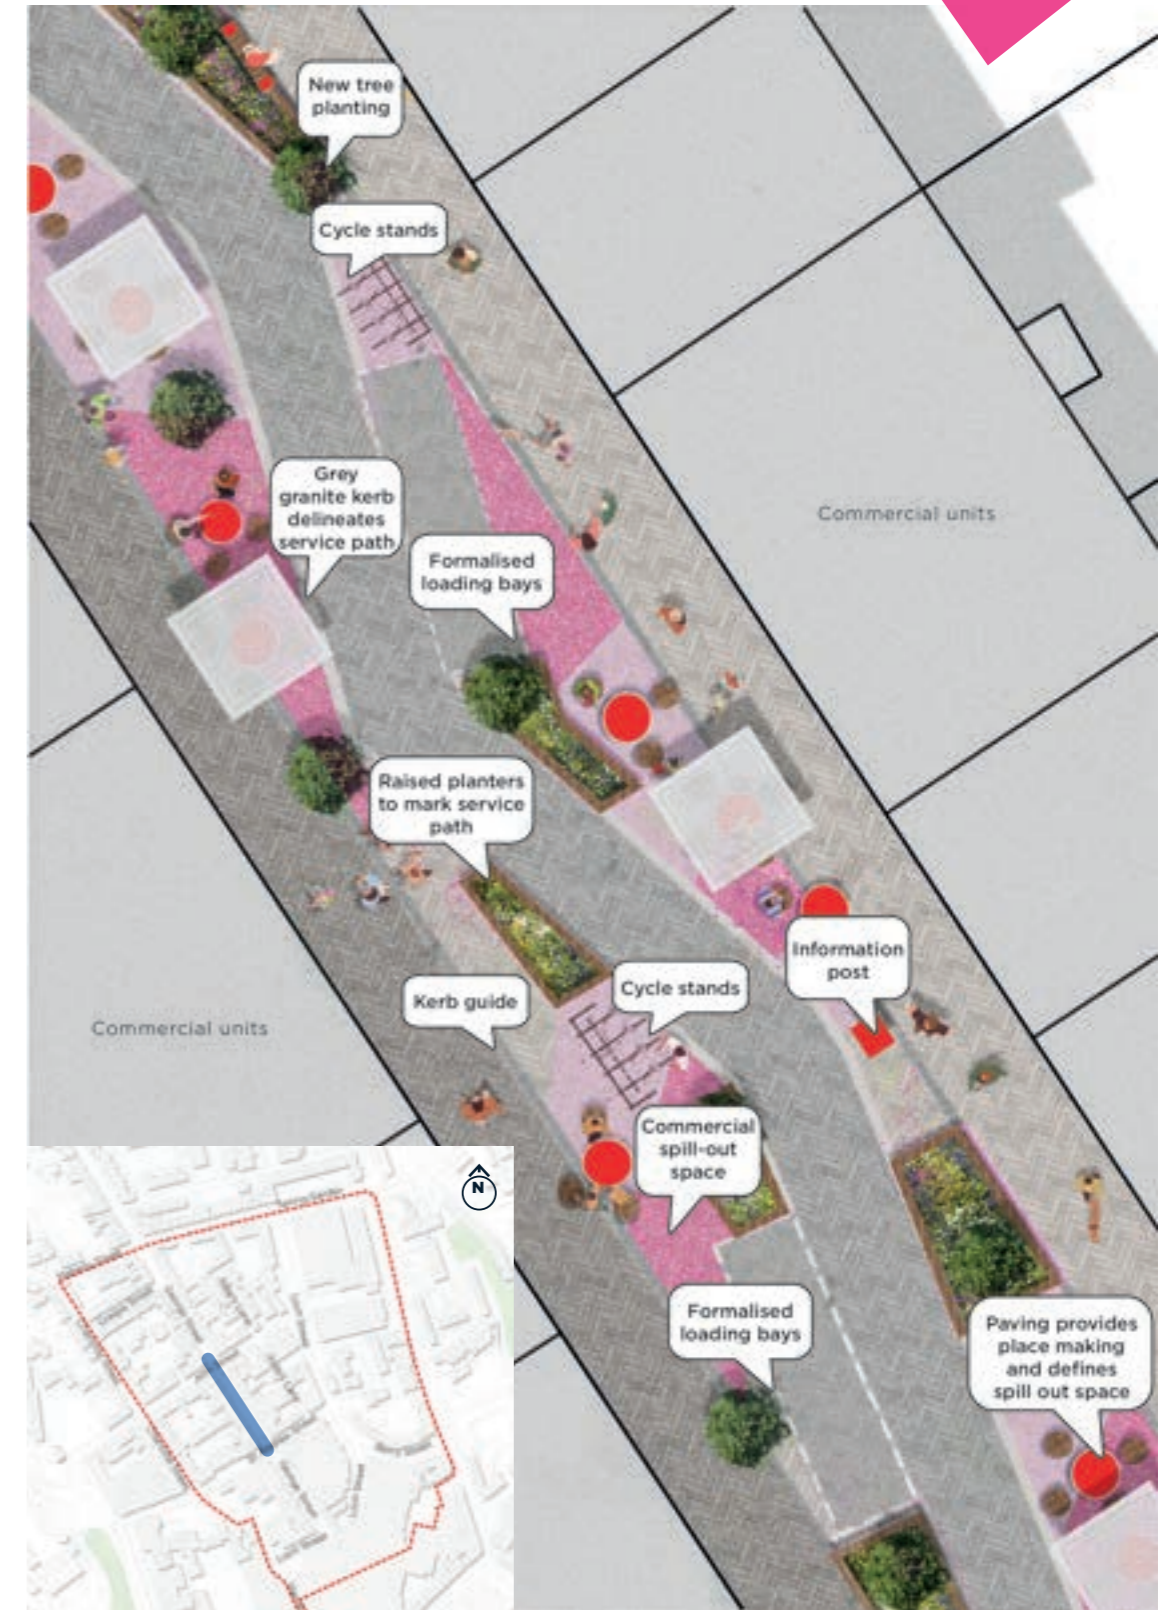 New tree
planting
Cycle stands
Grey
granite kerb
delineates
service path
Commercial units
Formalised
loading bays
Raised planters
to mark service
path
Information
post
Cycle stands
Kerb guide
Commercial units
Commercial
spill-out
space
N
Formalised
loading bays
Paving provides
place making
and defines
spill out space